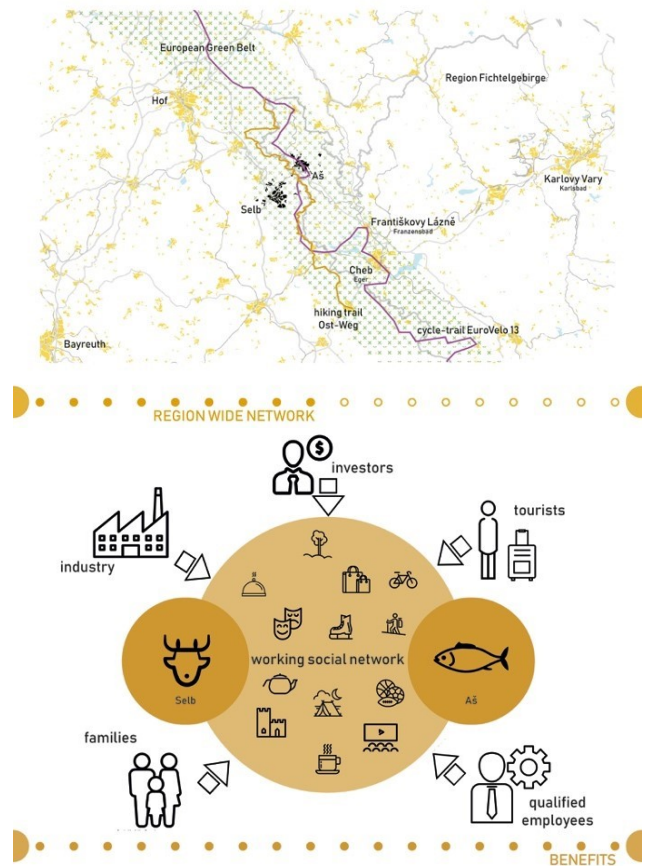 European Green Belt
Region Fichtelgebirge
Hof
Aš
Karlovy Vary
Karlsbad
Selb
Františkovy Lázně
Franzensbad
Cheb
Eger
hiking trail
Ost-Weg
cycle-trail EuroVelo 13
Bayreuth
REGION WIDE NETWORK
$
investors
tourists
industry
working social network
Selb
Aš
families
qualified
employees
BENEFITS